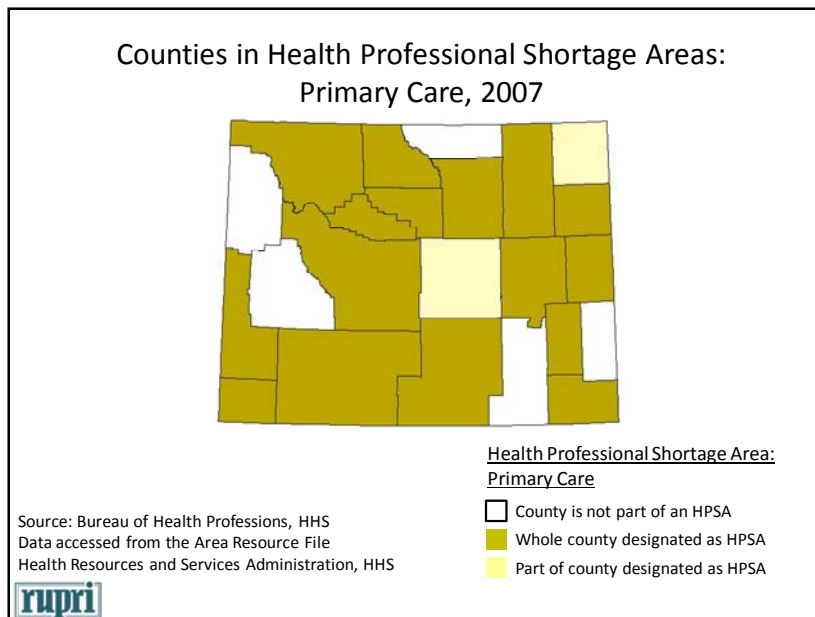 Counties in Health Professional Shortage Areas:
Primary Care, 2007
Health Professional Shortage Area:
Primary Care
County is not part of an HPSA
Whole county designated as HPSA
Part of county designated as HPSA
Source: Bureau of Health Professions, HHS
Data accessed from the Area Resource File
Health Resources and Services Administration, HHS
rupri